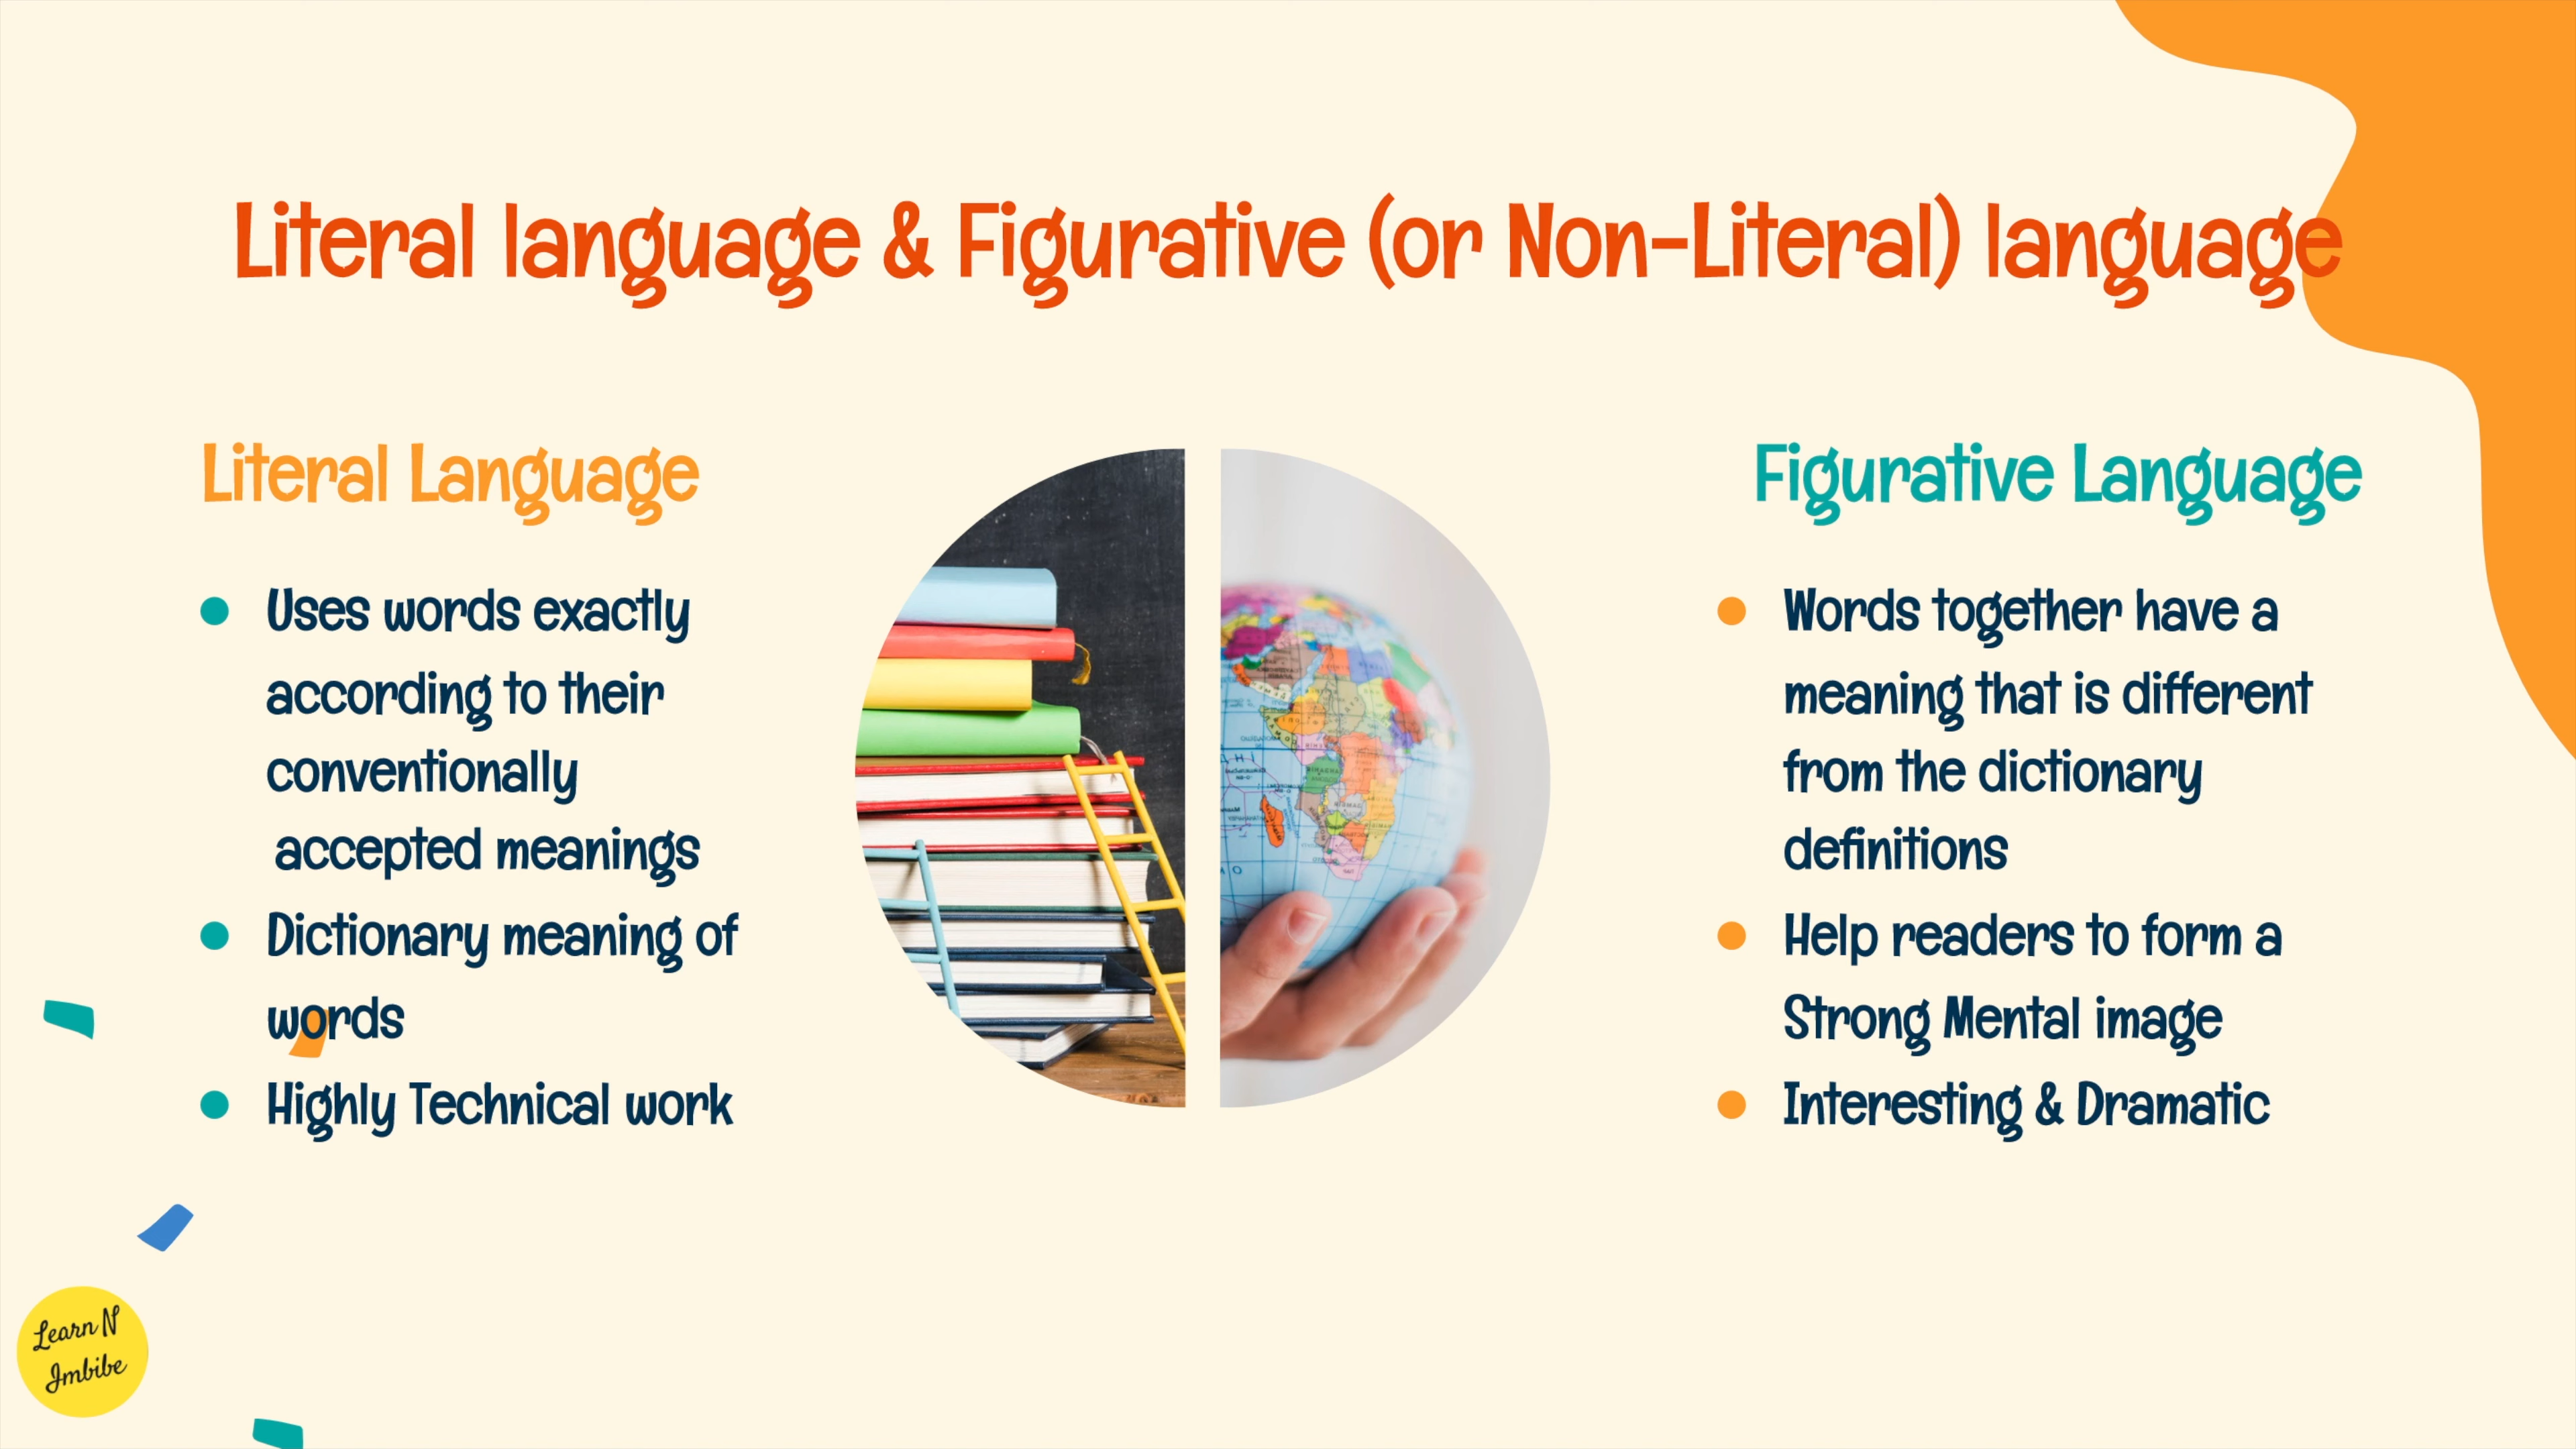 Literal language & Figurative (or Non-Literal) language
Literal Language
Uses words exactly
according to their
conventionally
accepted meanings
Dictionary meaning of
words
Highly Technical work
Figurative Language
Words together have a
meaning that is different
from the dictionary
definitions
Help readers to form a
Strong Mental image
Interesting & Dramatic
Learn N
Imbibe